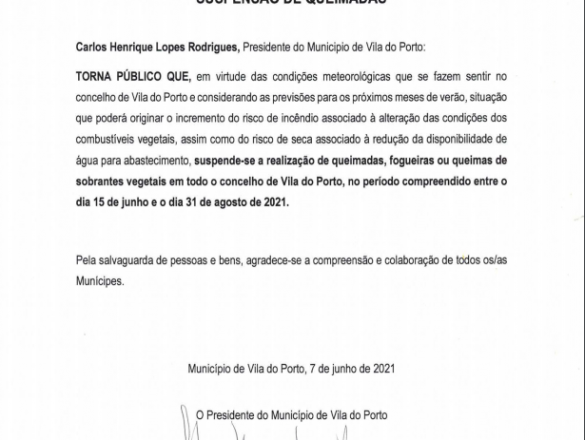 SUSPENSÃO DE QUEIMADAS
Carlos Henrique Lopes Rodrigues, Presidente do Municipio de Vila do Porto:
TORNA PÚBLICO QUE, em virtude das condições meteorológicas que se fazem sentir no
concelho de Vila do Porto e considerando as previsões para os próximos meses de verão, situação
que poderá originar o incremento do risco de incêndio associado à alteração das condições dos
combustíveis vegetais, assim como do risco de seca associado à redução da disponibilidade de
água para abastecimento, suspende-se a realização de queimadas, fogueiras ou queimas de
sobrantes vegetais em todo o concelho de Vila do Porto, no período compreendido entre o
dia 15 de junho e o dia 31 de agosto de 2021.
Pela salvaguarda de pessoas e bens, agradece-se a compreensão e colaboração de todos os/as
Munícipes.
Município de Vila do Porto, 7 de junho de 2021
O Presidente do Município de Vila do Porto